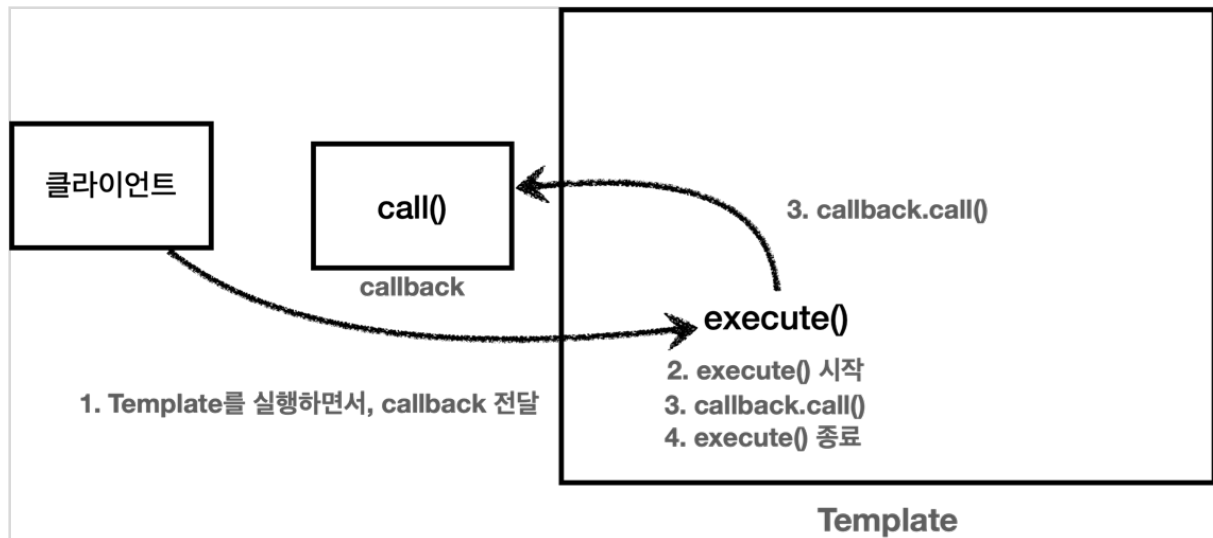 클라이언트
call()
callback
3. callback.call()
execute()
1. Template를 실행하면서, callback 전달
2. execute() 시작
3. callback.call()
4. execute() 종료
Template